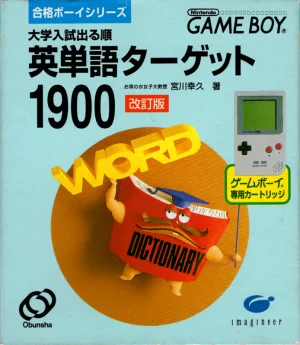 合格ボーイシリーズ
Nintendo
GAME BOY®
大学入試出る順
英単語ターゲット
1900
改訂版
お茶の水女子大教授 宮川幸久 著
WORD
DICTIONARY
ゲームボーイ®
専用カートリッジ
Obunsha
imagineer